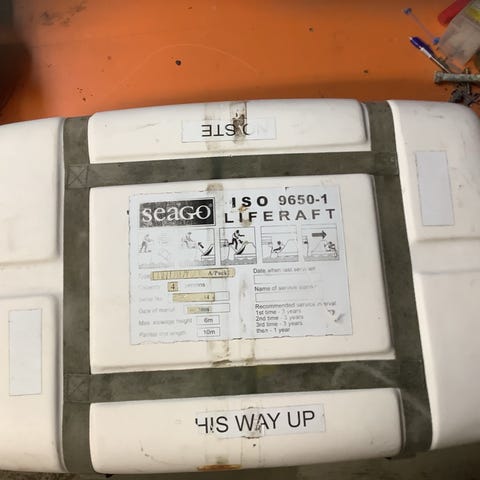 STE
seago
ISO 9650-1
LIFERAFT
Type A/Pack
Capacity 4 Persons
Serial No.
Date of manuf
Max stowage height 6m
Painter line length 10m
Date when last serviced
Name of service station
Recommended service interval
1st time - 3 years
2nd time - 3 years
3rd time - 3 years
then - 1 year
HIS WAY UP